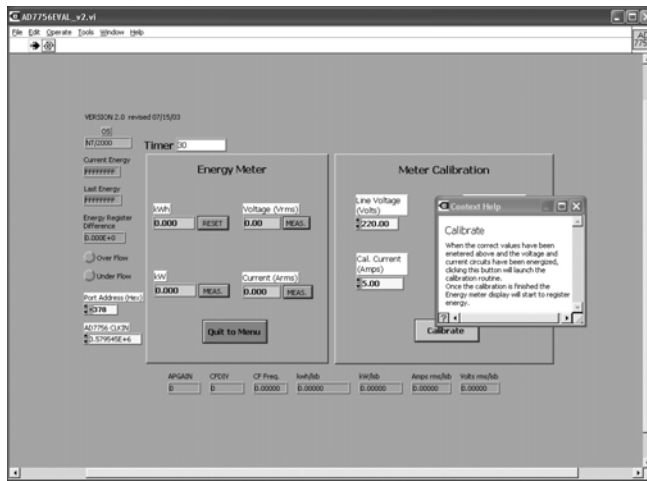 AD7756EVAL_v2.vi
File Edit Operate Tools Window Help
AD
775
VERSION 2.0 revised 07/15/03
OS
NT/2000
Timer 30
Current Energy
FFFFFFFF
Last Energy
FFFFFFFF
Energy Register
Difference
0.000E+0
Over Flow
Under Flow
Port Address (Hex)
378
AD7756 CLKIN
3.579545E+6
Energy Meter
kWh
0.000
RESET
Voltage (Vrms)
0.00
MEAS.
kW
0.000
MEAS.
Current (Arms)
0.000
MEAS.
Quit to Menu
Meter Calibration
Line Voltage
(Volts)
220.00
Cal. Current
(Amps)
5.00
Calibrate
Context Help
Calibrate
When the correct values have been
enetered above and the voltage and
current circuits have been energized,
clicking this button will launch the
calibration routine.
Once the calibration is finished the
Energy meter display will start to register
energy.
?
APGAIN CFDIV CF Freq. kwh/lsb kW/lsb Amps rms/lsb Volts rms/lsb
0 0 0.00000 0.00000 0.00000 0.00000 0.00000